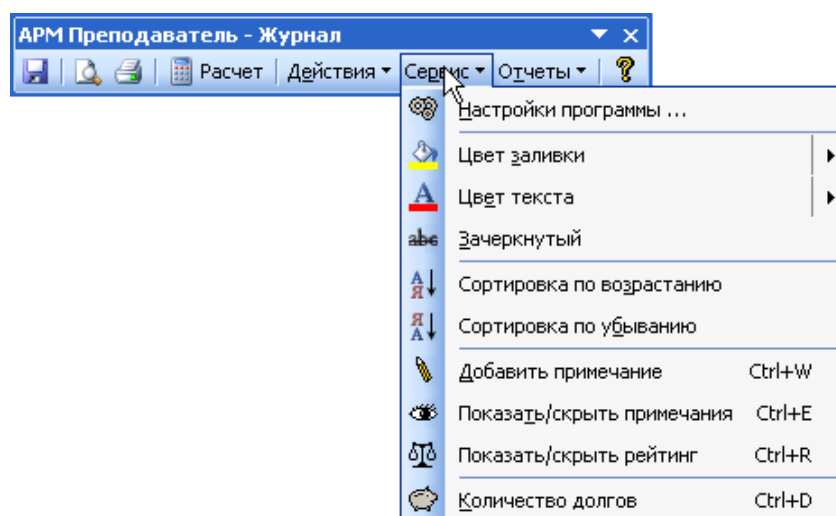 АРМ Преподаватель - Журнал
Расчет Действия Сервис Отчеты
Настройки программы ...
Цвет заливки
Цвет текста
abc Зачеркнутый
Сортировка по возрастанию
Сортировка по убыванию
Добавить примечание Ctrl+W
Показать/скрыть примечания Ctrl+E
Показать/скрыть рейтинг Ctrl+R
Количество долгов Ctrl+D